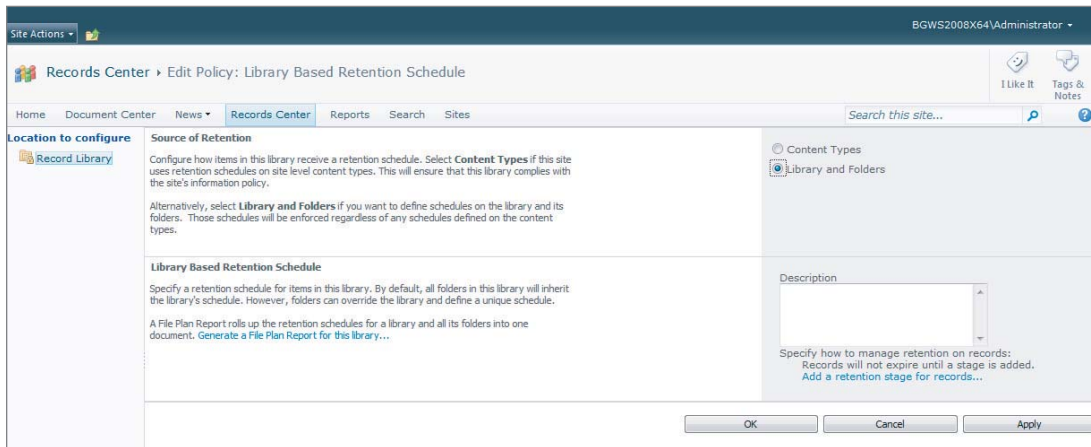 BGWS2008X64\Administrator
Site Actions
Records Center › Edit Policy: Library Based Retention Schedule
I Like It
Tags &
Notes
Home Document Center News Records Center Reports Search Sites
Search this site...
Location to configure
Record Library
Source of Retention
Configure how items in this library receive a retention schedule. Select Content Types if this site
uses retention schedules on site level content types. This will ensure that this library complies with
the site's information policy.
Alternatively, select Library and Folders if you want to define schedules on the library and its
folders. Those schedules will be enforced regardless of any schedules defined on the content
types.
Content Types
Library and Folders
Library Based Retention Schedule
Specify a retention schedule for items in this library. By default, all folders in this library will inherit
the library's schedule. However, folders can override the library and define a unique schedule.
A File Plan Report rolls up the retention schedules for a library and all its folders into one
document. Generate a File Plan Report for this library...
Description
Specify how to manage retention on records:
Records will not expire until a stage is added.
Add a retention stage for records...
OK Cancel Apply